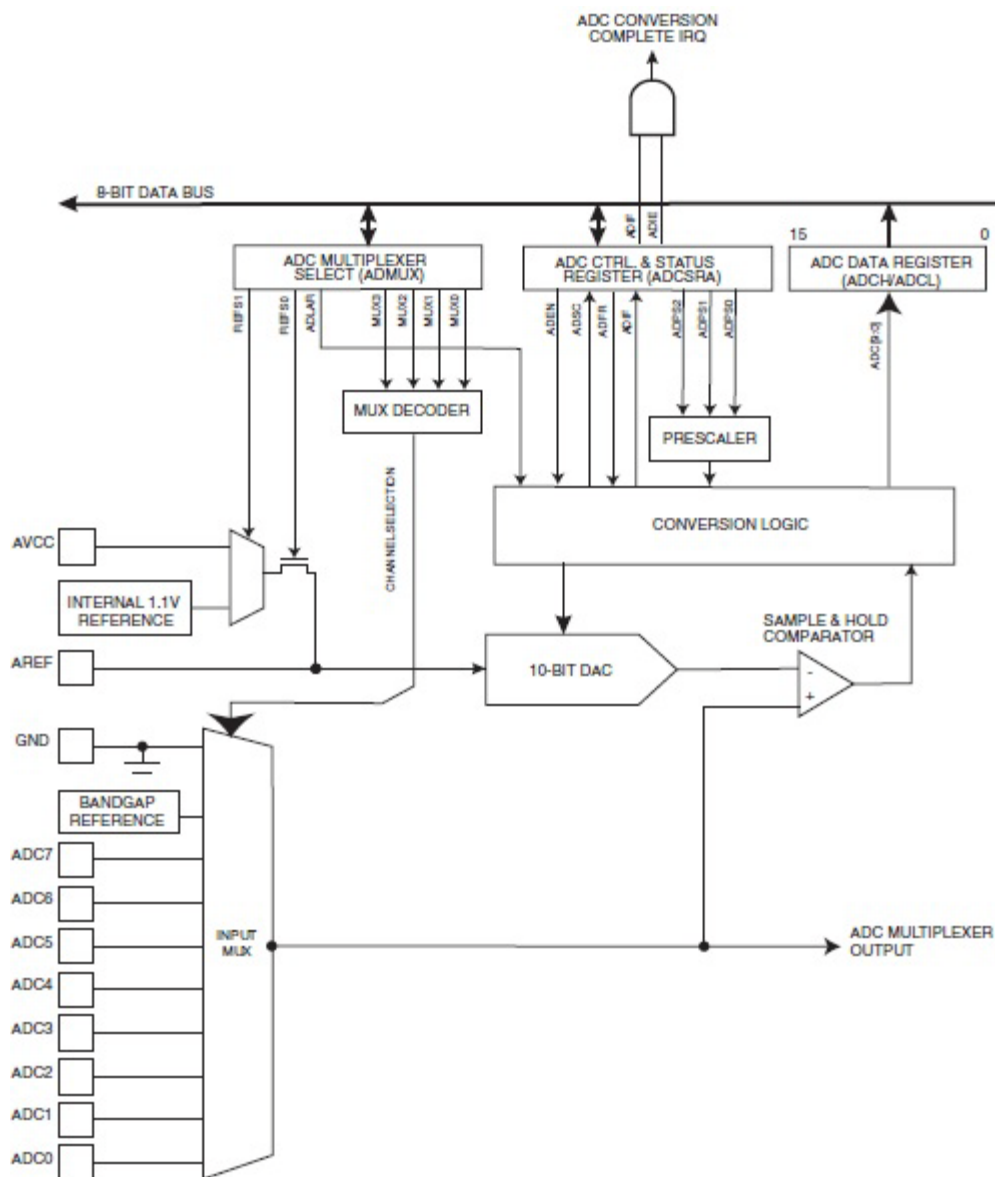 ADC CONVERSION
COMPLETE IRQ
8-BIT DATA BUS
ADIF
ADIE
15
0
ADC MULTIPLEXER
SELECT (ADMUX)
ADC CTRL. & STATUS
REGISTER (ADCSRA)
ADC DATA REGISTER
(ADCH/ADCL)
REFS1
REFS0
ADLAR
MUX3
MUX2
MUX1
MUX0
ADEN
ADSC
ADFR
ADIF
ADPS2
ADPS1
ADPS0
ADC[9:0]
MUX DECODER
PRESCALER
CHANNEL SELECTION
CONVERSION LOGIC
AVCC
INTERNAL 1.1V
REFERENCE
SAMPLE & HOLD
COMPARATOR
AREF
10-BIT DAC
-
+
GND
BANDGAP
REFERENCE
ADC7
ADC6
ADC5
INPUT
MUX
ADC MULTIPLEXER
OUTPUT
ADC4
ADC3
ADC2
ADC1
ADC0